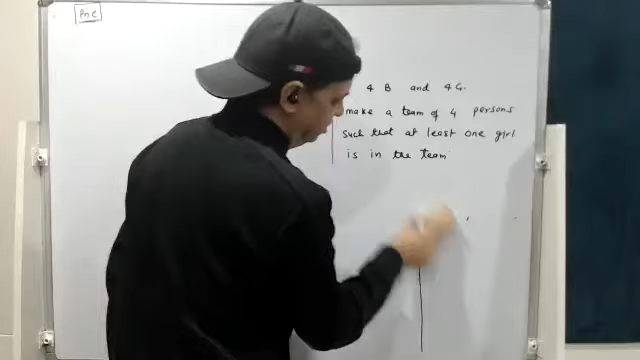 PnC
4 B and 4 G.
make a team of 4 persons
such that at least one girl
is in the team